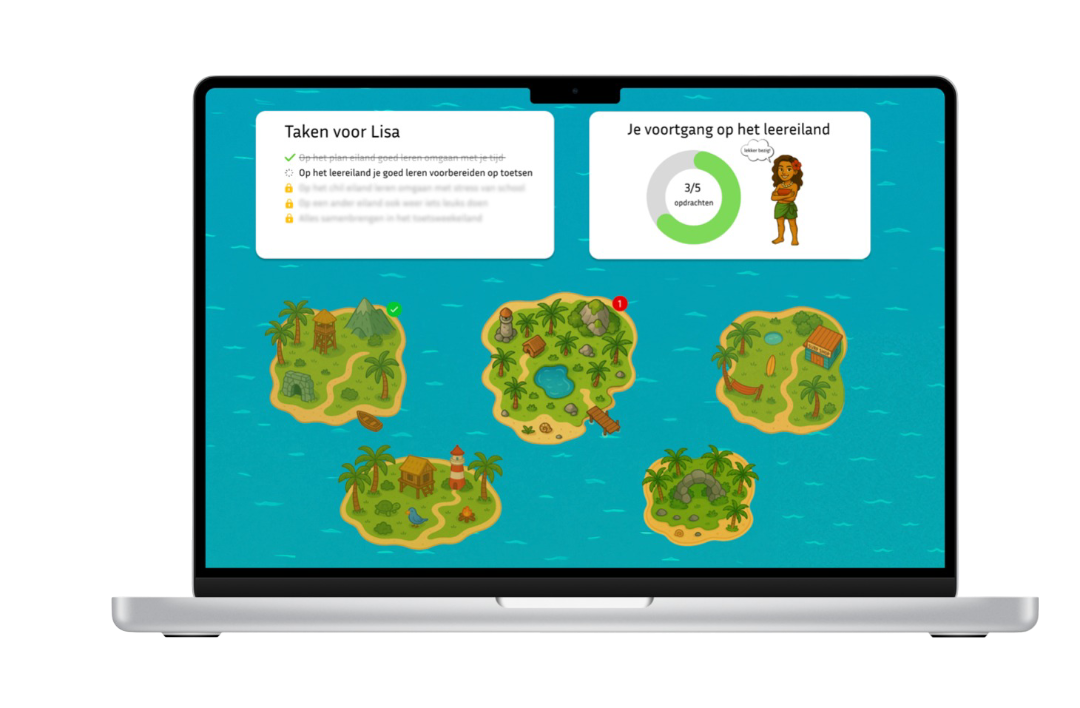 Taken voor Lisa
Op het plan eiland goed leren omgaan met je tijd
Op het leereiland je goed leren voorbereiden op toetsen
Op het chil eiland leren omgaan met stress van school
Op een ander eiland ook weer iets leuks doen
Alles samenbrengen in het toetsweekeiland
Je voortgang op het leereiland
lekker bezig!
3/5
opdrachten
1